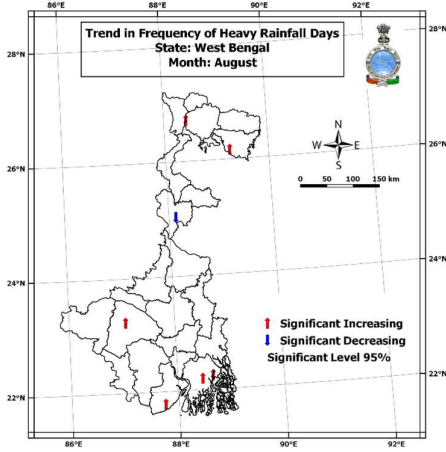 86°E
88°E
90°E
Trend in Frequency of Heavy Rainfall Days
State: West Bengal
Month: August
28°N
28°N
N
W E
S
26°N
26°N
0 50 100 150 km
24°N
24°N
Significant Increasing
Significant Decreasing
Significant Level 95%
22°N
22°N
86°E
88°E
90°E
92°E